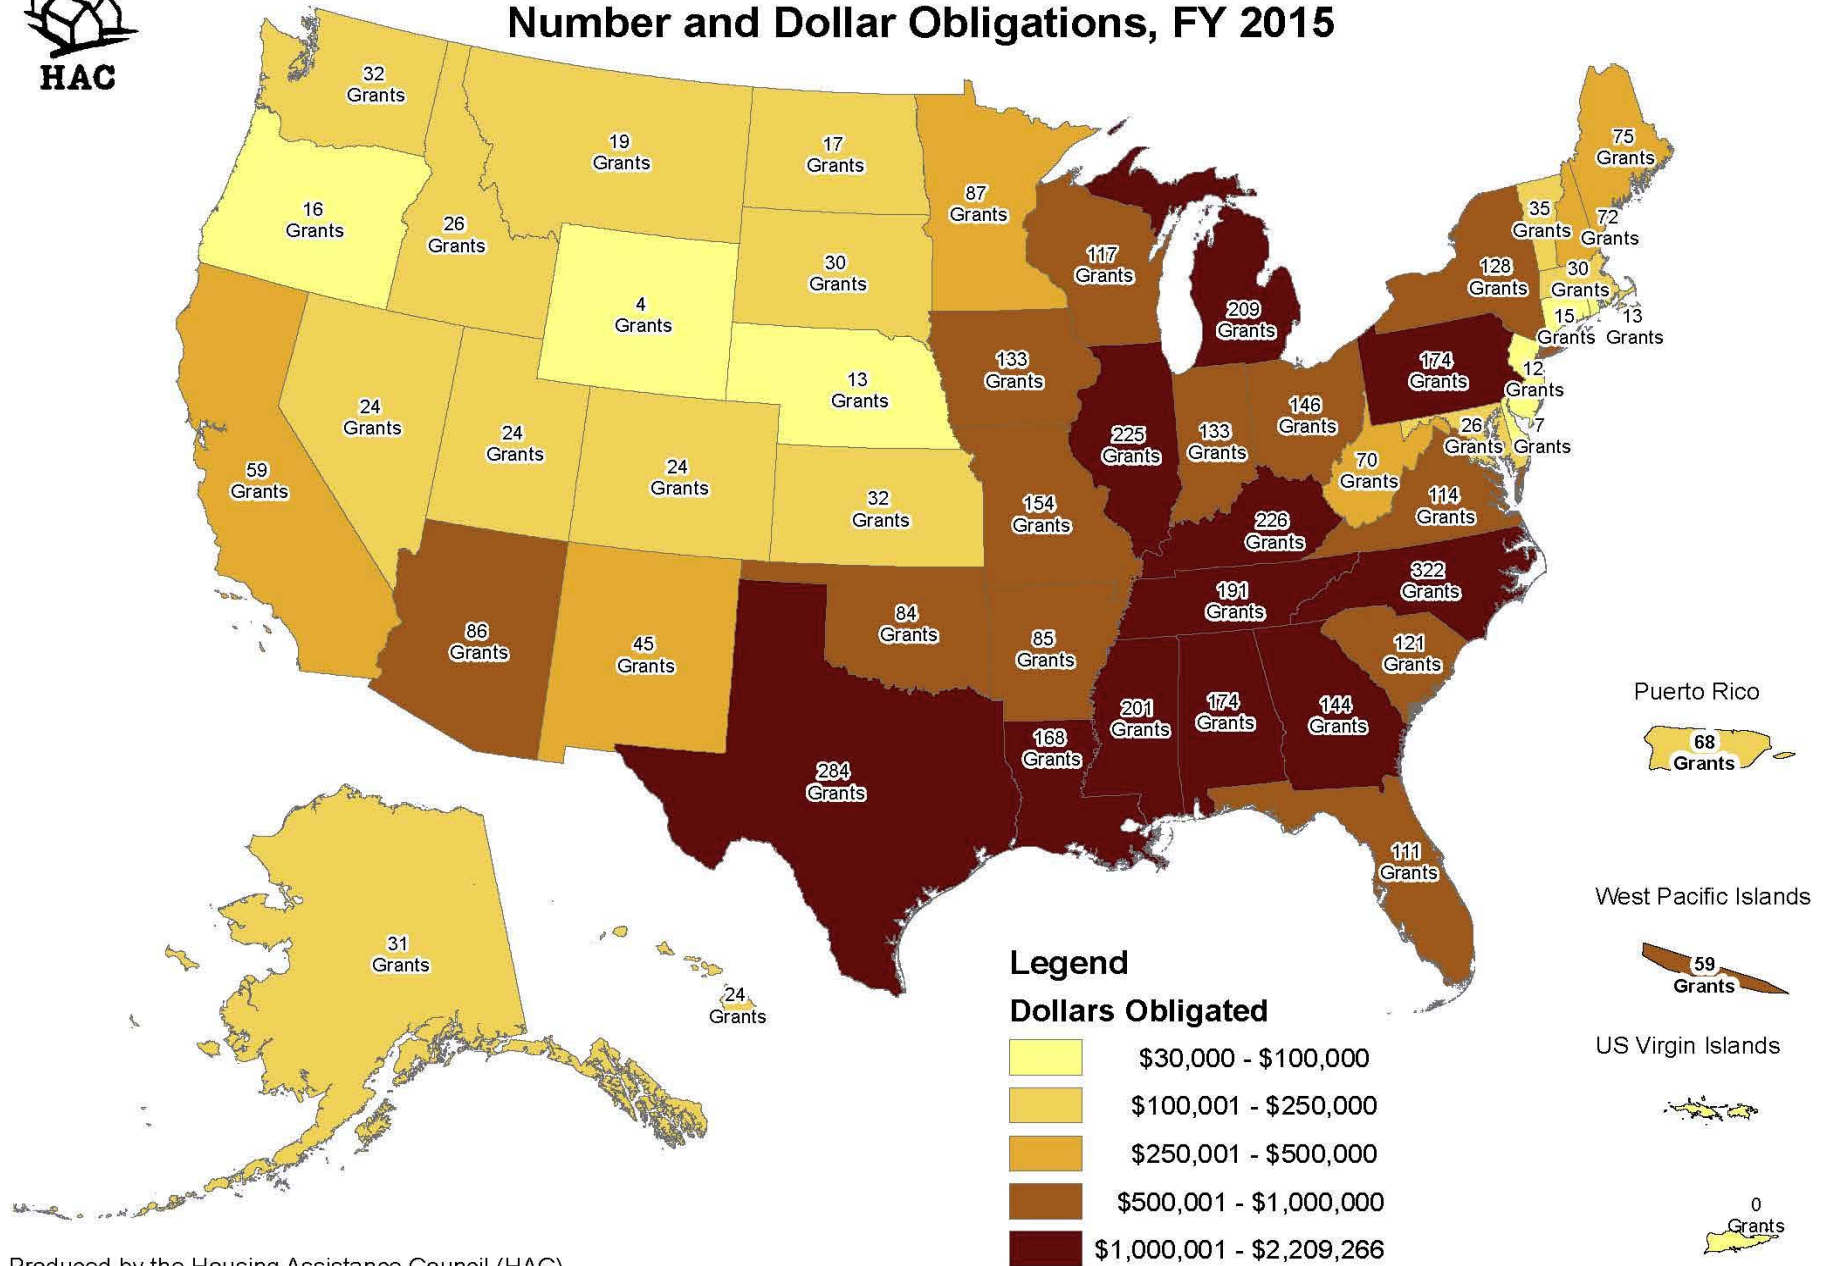 HAC
Number and Dollar Obligations, FY 2015
32
Grants
19
Grants
17
Grants
87
Grants
75
Grants
16
Grants
26
Grants
30
Grants
117
Grants
35
Grants
72
Grants
4
Grants
209
Grants
128
Grants
30
Grants
15
Grants
13
Grants
13
Grants
133
Grants
174
Grants
12
Grants
24
Grants
24
Grants
24
Grants
225
Grants
133
Grants
146
Grants
26
Grants
7
Grants
59
Grants
32
Grants
154
Grants
70
Grants
114
Grants
226
Grants
86
Grants
45
Grants
84
Grants
85
Grants
191
Grants
322
Grants
121
Grants
284
Grants
168
Grants
201
Grants
174
Grants
144
Grants
111
Grants
Puerto Rico
68
Grants
31
Grants
24
Grants
West Pacific Islands
59
Grants
US Virgin Islands
0
Grants
Legend
Dollars Obligated
$30,000 - $100,000
$100,001 - $250,000
$250,001 - $500,000
$500,001 - $1,000,000
$1,000,001 - $2,209,266
Produced by the Housing Assistance Council (HAC)